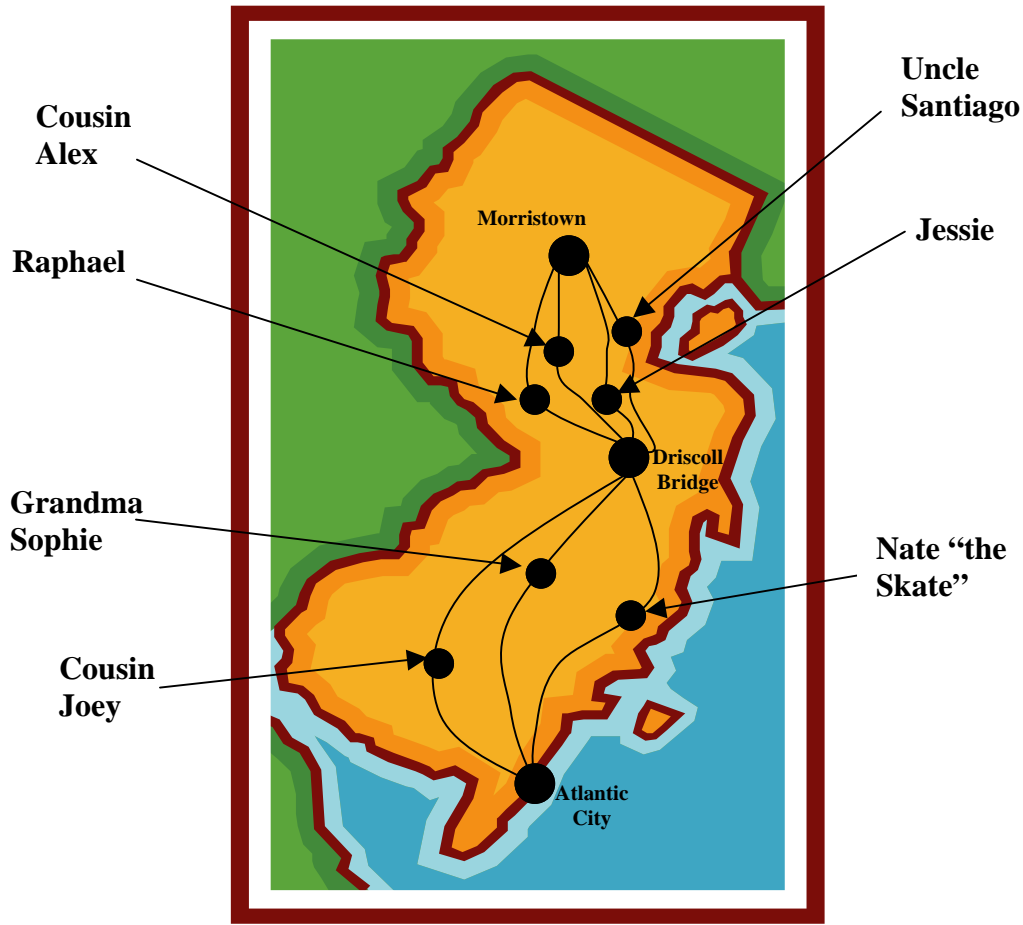 Uncle
Santiago
Cousin
Alex
Morristown
Jessie
Raphael
Driscoll
Bridge
Grandma
Sophie
Nate “the
Skate”
Cousin
Joey
Atlantic
City